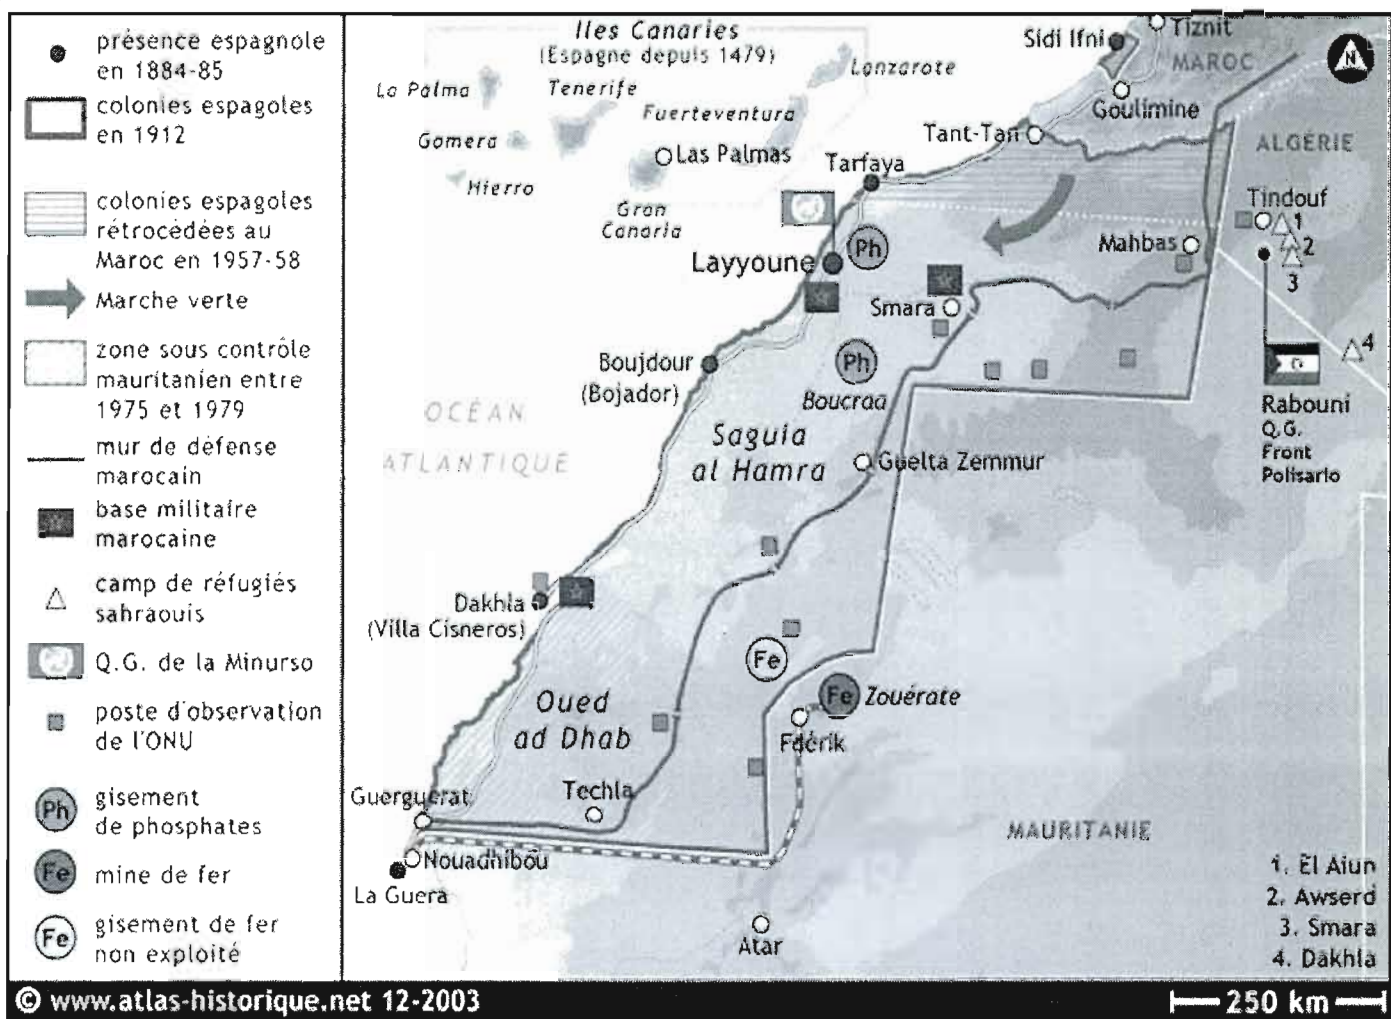 présence espagnole
en 1884-85
colonies espagoles
en 1912
colonies espagoles
rétrocédées au
Maroc en 1957-58
Marche verte
zone sous contrôle
mauritanien entre
1975 et 1979
mur de défense
marocain
base militaire
marocaine
camp de réfugiés
sahraouis
Q.G. de la Minurso
poste d'observation
de l'ONU
Ph
gisement
de phosphates
Fe
mine de fer
Fe
gisement de fer
non exploité
Iles Canaries
(Espagne depuis 1479)
La Palma
Tenerife
Lanzarote
Gomera
Fuerteventura
Las Palmas
Hierro
Gran
Canaria
Sidi Ifni
Tiznit
MAROC
N
Goulimine
Tant-Tan
ALGÉRIE
Tarfaya
Tindouf
1
2
3
4
Mahbas
Ph
Layyoune
Smara
Boujdour
(Bojador)
Ph
Boucraa
OCÉAN
ATLANTIQUE
Saguia
al Hamra
Guelta Zemmur
Rabouni
Q.G.
Front
Polisario
Dakhla
(Villa Cisneros)
Fe
Fe
Zouérate
Fdérik
Oued
ad Dhab
Techla
Guerguerat
Nouadhibou
La Guera
MAURITANIE
Atar
1. El Aiun
2. Awserd
3. Smara
4. Dakhla
© www.atlas-historique.net 12-2003
250 km